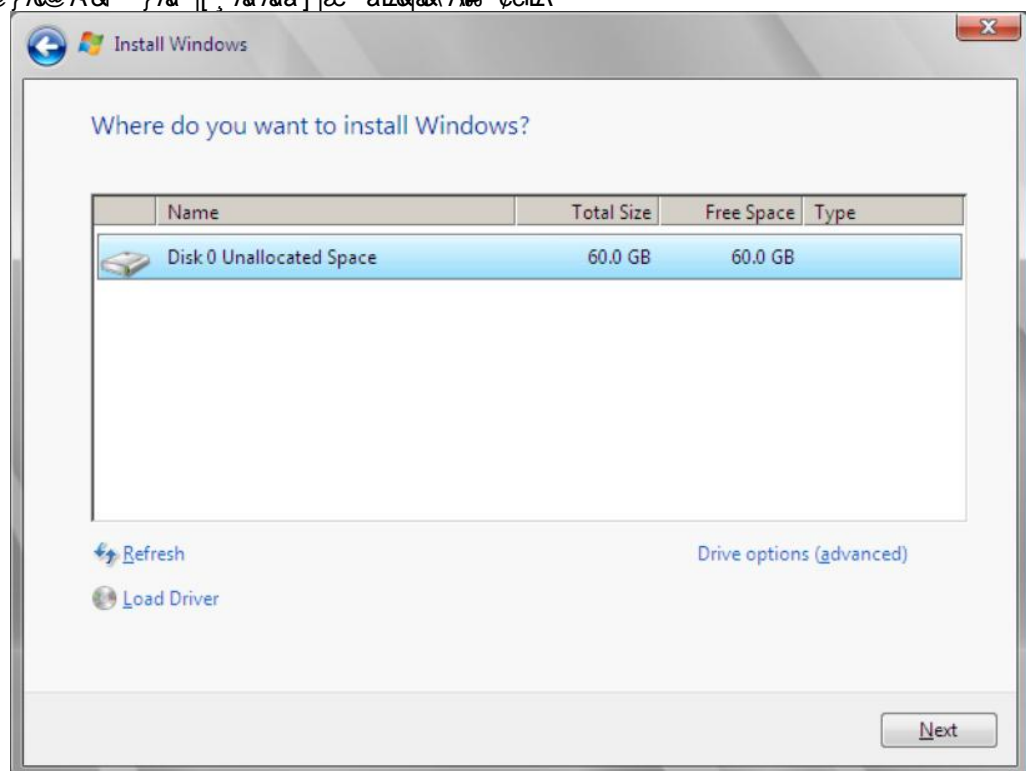 Install Windows
Where do you want to install Windows?
Name Total Size Free Space Type
Disk 0 Unallocated Space 60.0 GB 60.0 GB
Refresh Drive options (advanced)
Load Driver
Next